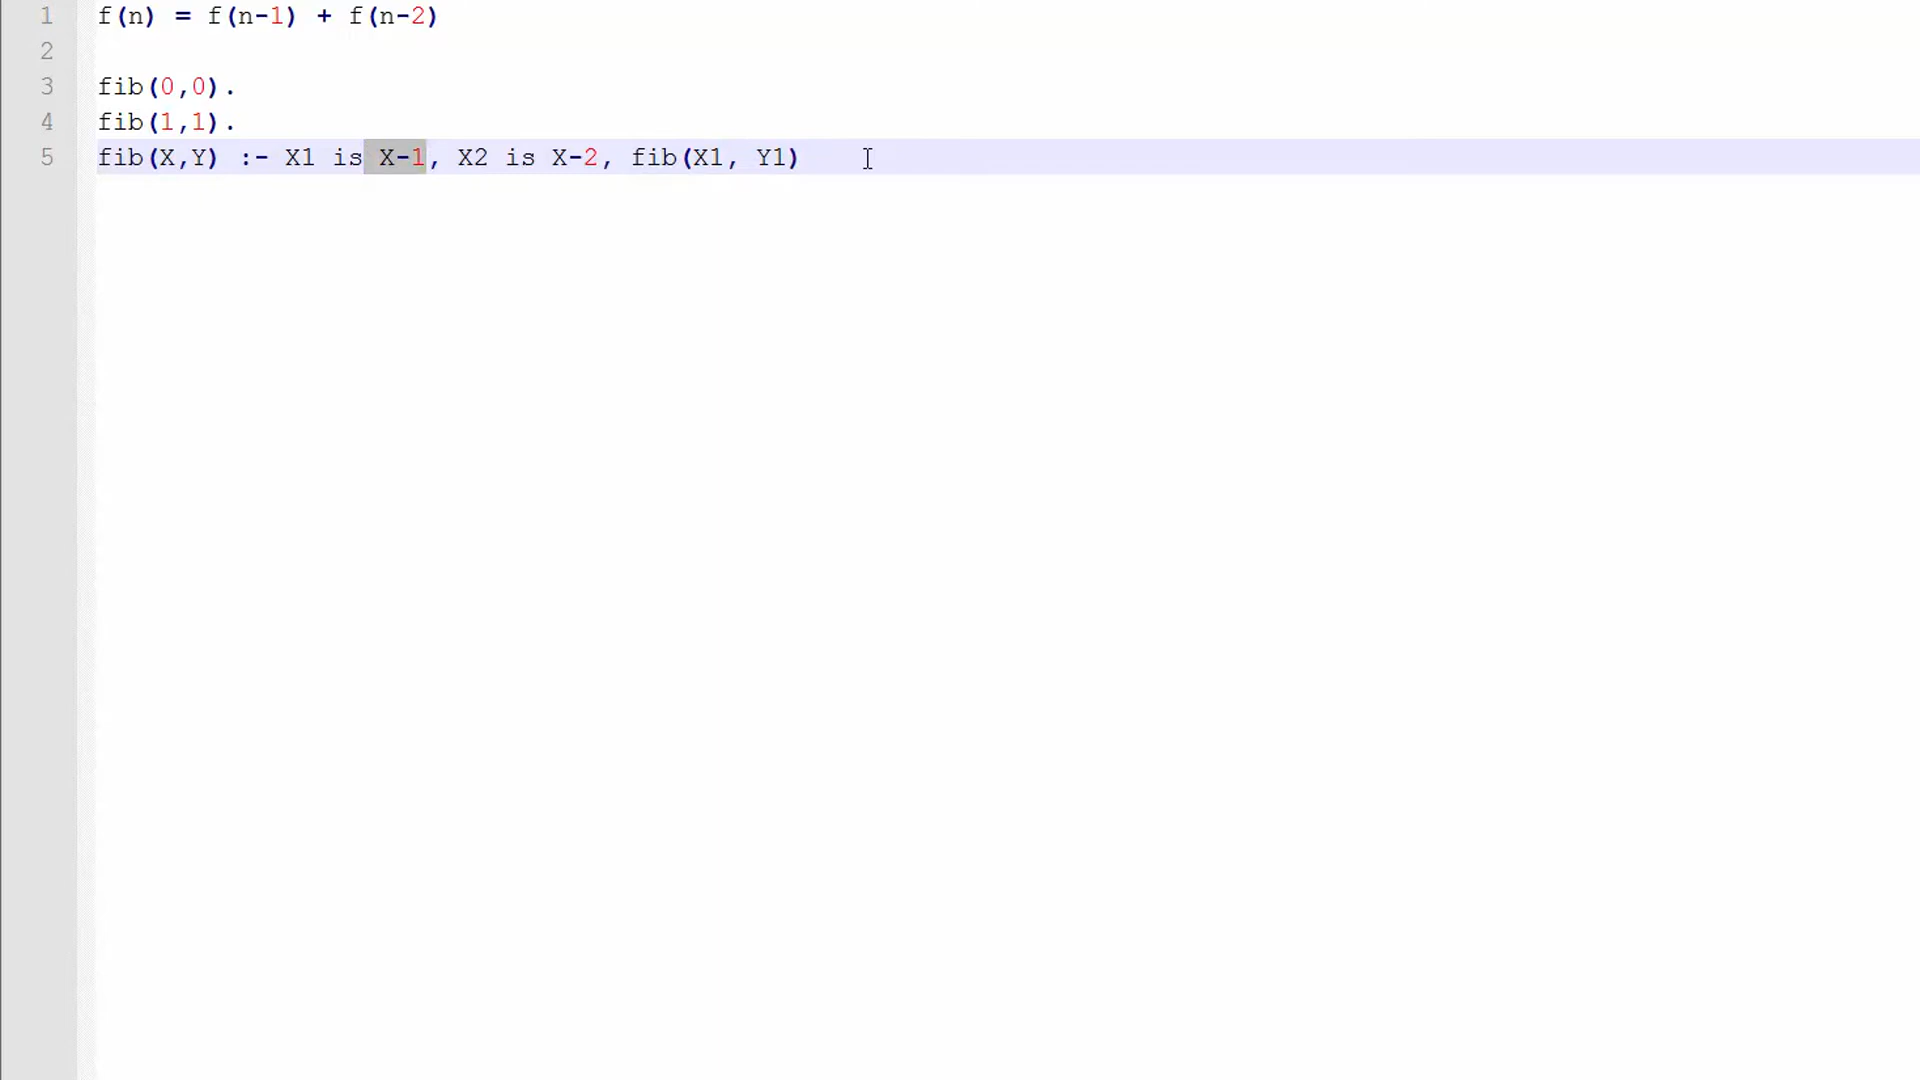 1 f(n) = f(n-1) + f(n-2)
2
3 fib(0,0).
4 fib(1,1).
5 fib(X,Y) :- X1 is X-1, X2 is X-2, fib(X1, Y1)